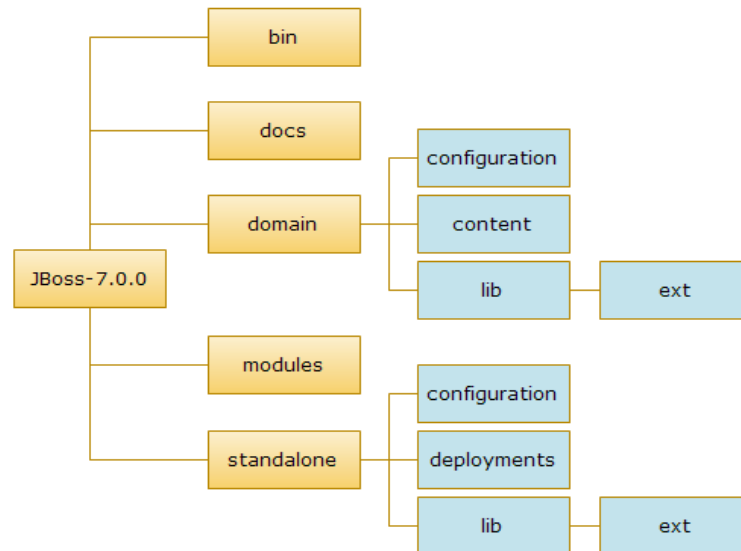 bin
docs
domain
configuration
content
lib
ext
JBoss-7.0.0
modules
standalone
configuration
deployments
lib
ext